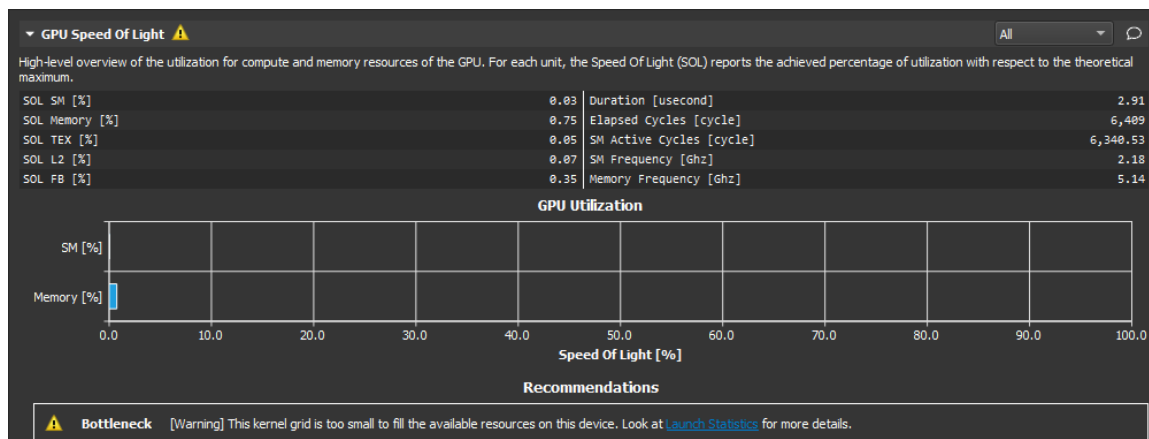 GPU Speed Of Light
All
High-level overview of the utilization for compute and memory resources of the GPU. For each unit, the Speed Of Light (SOL) reports the achieved percentage of utilization with respect to the theoretical
maximum.
SOL SM [%] 0.03 Duration [usecond] 2.91
SOL Memory [%] 0.75 Elapsed Cycles [cycle] 6,409
SOL TEX [%] 0.05 SM Active Cycles [cycle] 6,340.53
SOL L2 [%] 0.07 SM Frequency [Ghz] 2.18
SOL FB [%] 0.35 Memory Frequency [Ghz] 5.14
GPU Utilization
SM [%]
Memory [%]
0.0 10.0 20.0 30.0 40.0 50.0 60.0 70.0 80.0 90.0 100.0
Speed Of Light [%]
Recommendations
Bottleneck [Warning] This kernel grid is too small to fill the available resources on this device. Look at Launch Statistics for more details.